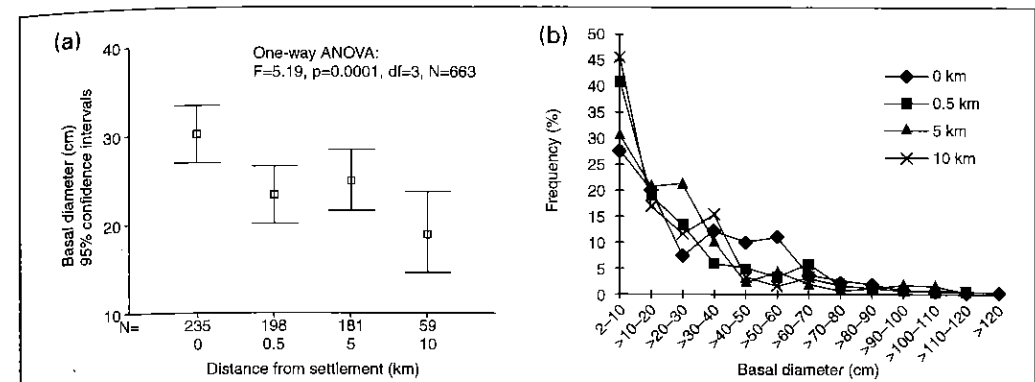 (a)
40
30
20
10
Basal diameter (cm)
95% confidence intervals
One-way ANOVA:
F=5.19, p=0.0001, df=3, N=663
N= 235 198 181 59
0 0.5 5 10
Distance from settlement (km)
(b)
50
45
40
35
30
25
20
15
10
5
0
Frequency (%)
0 km
0.5 km
5 km
10 km
2–10
>10–20
>20–30
>30–40
>40–50
>50–60
>60–70
>70–80
>80–90
>90–100
>100–110
>110–120
>120
Basal diameter (cm)